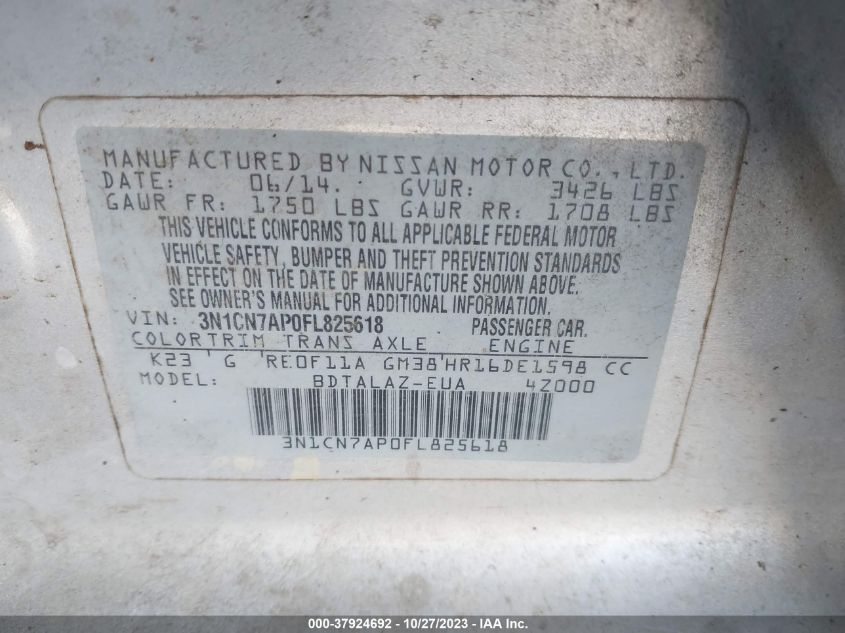 MANUFACTURED BY NISSAN MOTOR CO., LTD.
DATE: 06/14. GVWR: 3426 LBS
GAWR FR: 1750 LBS GAWR RR: 1708 LBS
THIS VEHICLE CONFORMS TO ALL APPLICABLE FEDERAL MOTOR
VEHICLE SAFETY, BUMPER AND THEFT PREVENTION STANDARDS
IN EFFECT ON THE DATE OF MANUFACTURE SHOWN ABOVE.
SEE OWNER'S MANUAL FOR ADDITIONAL INFORMATION.
VIN: 3N1CN7AP0FL825618 PASSENGER CAR.
COLOR TRIM TRANS AXLE ENGINE
K23 G RE0F11A GM38 HR16DE1598 CC
MODEL: BDTALAZ-EUA 4Z000
3N1CN7AP0FL825618
000-37924692 - 10/27/2023 - IAA Inc.